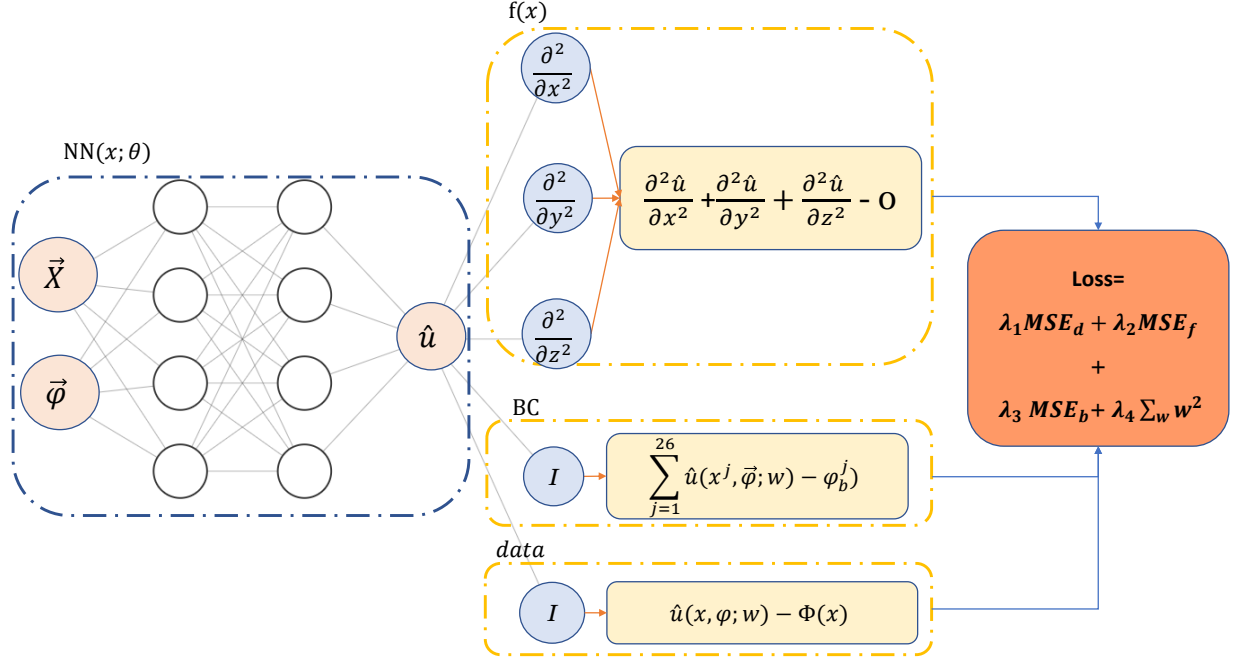 f(x)
∂²/∂x²
NN(x; θ)
∂²/∂y²
∂²û/∂x² +∂²û/∂y² + ∂²û/∂z² - O
X⃗
φ⃗
û
∂²/∂z²
Loss=
λ₁MSE_d + λ₂MSE_f
+
λ₃ MSE_b+ λ₄ ∑_w w²
BC
I
∑_{j=1}^{26} û(x^j, φ⃗; w) − φ_b^j)
data
I
û(x, φ; w) − Φ(x)